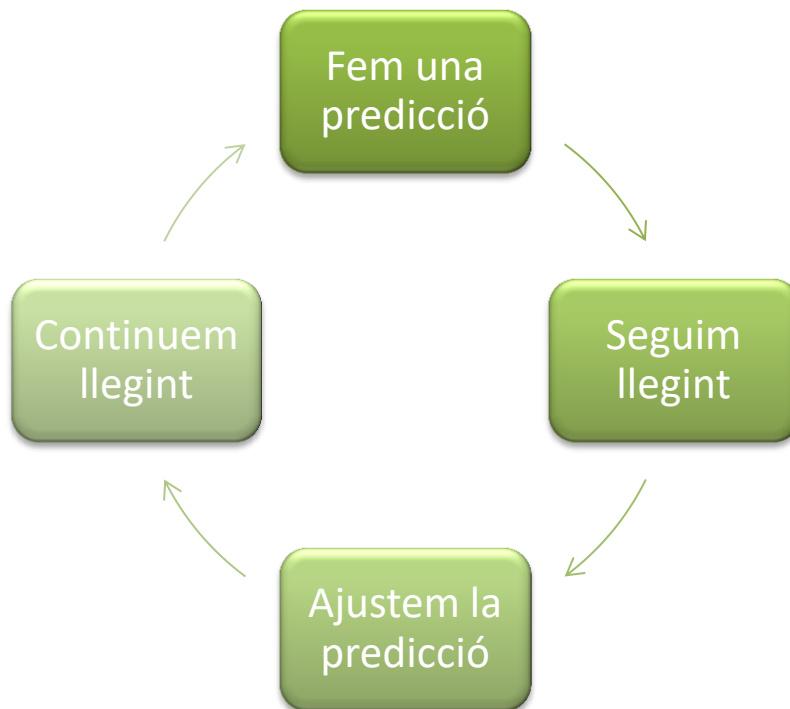 Fem una
predicció
Seguim
llegint
Ajustem la
predicció
Continuem
llegint